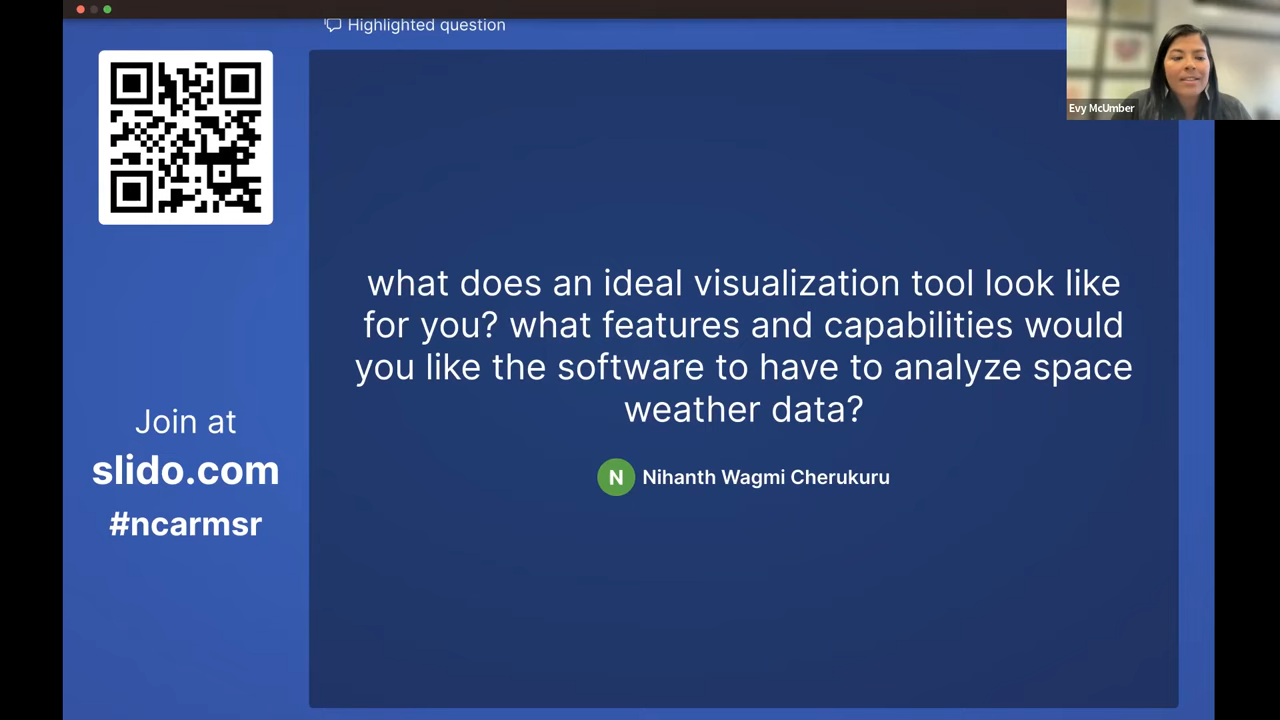 Highlighted question
Evy McUmber
what does an ideal visualization tool look like
for you? what features and capabilities would
you like the software to have to analyze space
weather data?
N Nihanth Wagmi Cherukuru
Join at
slido.com
#ncarmsr